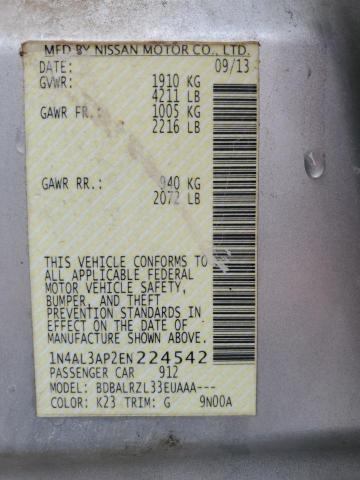 MFD BY NISSAN MOTOR CO., LTD.
DATE: 09/13
GVWR: 1910 KG
4211 LB
GAWR FR.: 1005 KG
2216 LB
GAWR RR.: 940 KG
2072 LB
THIS VEHICLE CONFORMS TO
ALL APPLICABLE FEDERAL
MOTOR VEHICLE SAFETY,
BUMPER, AND THEFT
PREVENTION STANDARDS
IN EFFECT ON THE DATE OF
MANUFACTURE SHOWN ABOVE.
1N4AL3AP2EN224542
PASSENGER CAR 912
MODEL: BDBALRZL33EUAAA---
COLOR: K23 TRIM: G 9N00A